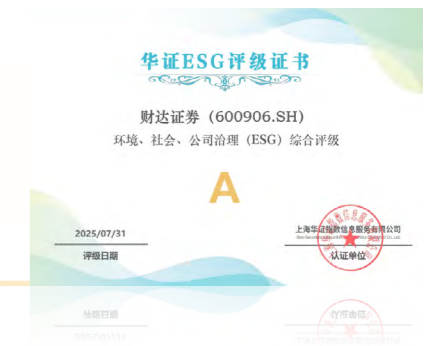 华证ESG评级证书
财达证券（600906.SH）
环境、社会、公司治理（ESG）综合评级
A
2025/07/31
评级日期
上海华证指数信息服务有限公司
认证单位